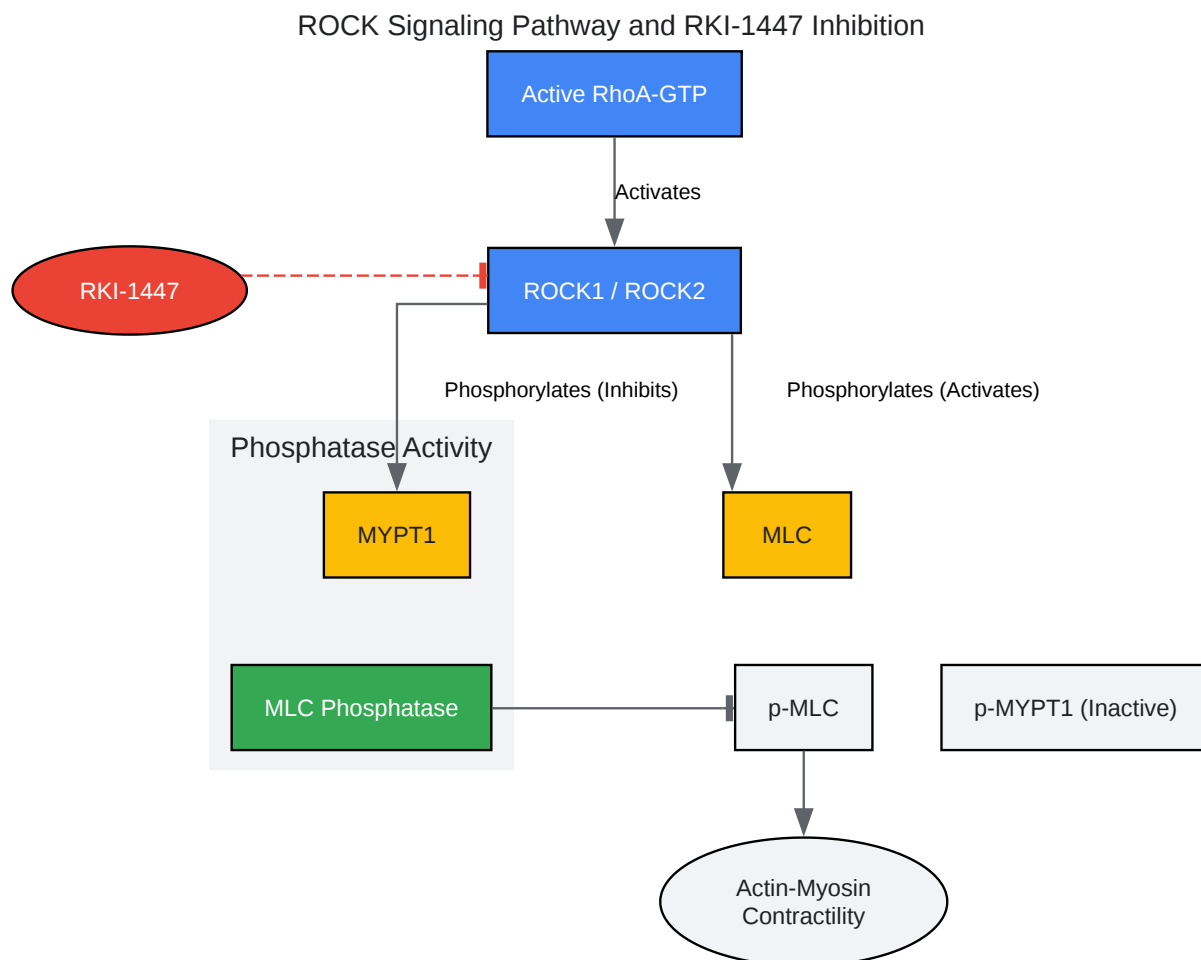 ROCK Signaling Pathway and RKI-1447 Inhibition
Active RhoA-GTP
Activates
RKI-1447
ROCK1 / ROCK2
Phosphorylates (Inhibits)
Phosphorylates (Activates)
Phosphatase Activity
MYPT1
MLC
MLC Phosphatase
p-MLC
p-MYPT1 (Inactive)
Actin-Myosin
Contractility